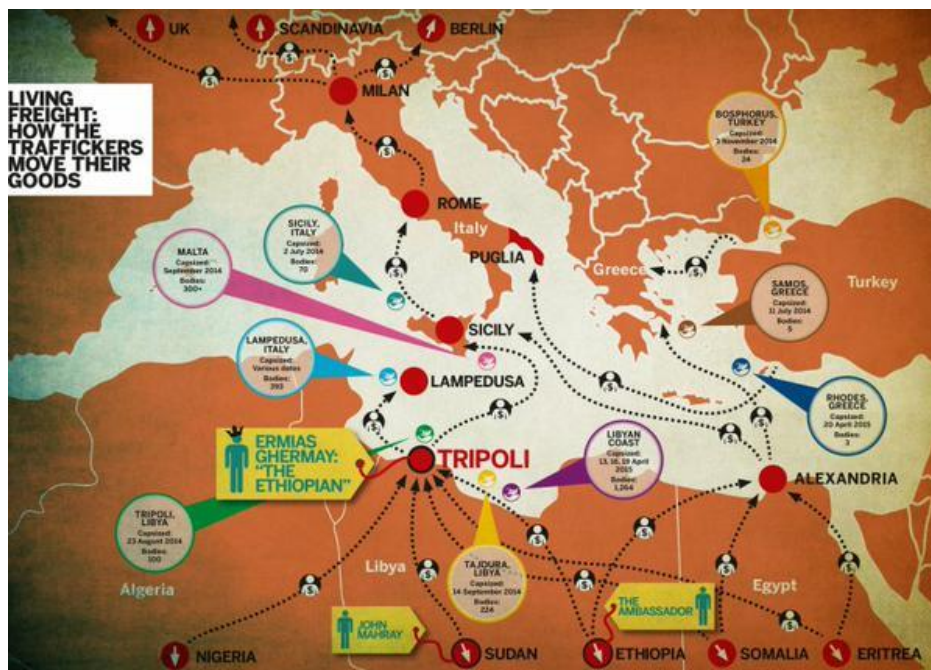 UK
SCANDINAVIA
BERLIN
LIVING
FREIGHT:
HOW THE
TRAFFICKERS
MOVE THEIR
GOODS
MILAN
BOSPHORUS,
TURKEY
Capsized:
3 November 2014
Bodies:
24
ROME
Italy
SICILY,
ITALY
Capsized:
2 July 2014
Bodies:
70
MALTA
Capsized:
September 2014
Bodies:
300+
PUGLIA
Greece
Turkey
SAMOS,
GREECE
Capsized:
11 July 2014
Bodies:
5
SICILY
LAMPEDUSA,
ITALY
Capsized:
Various dates
Bodies:
393
LAMPEDUSA
RHODES,
GREECE
Capsized:
20 April 2015
Bodies:
3
ERMIAS
GHERMAY:
"THE
ETHIOPIAN"
TRIPOLI
LIBYAN
COAST
Capsized:
13, 16, 19 April
2015
Bodies:
1,264
ALEXANDRIA
TRIPOLI,
LIBYA
Capsized:
23 August 2014
Bodies:
100
Algeria
Libya
TAJDURA,
LIBYA
Capsized:
14 September 2014
Bodies:
224
Egypt
JOHN
MAHRAY
THE
AMBASSADOR
NIGERIA
SUDAN
ETHIOPIA
SOMALIA
ERITREA